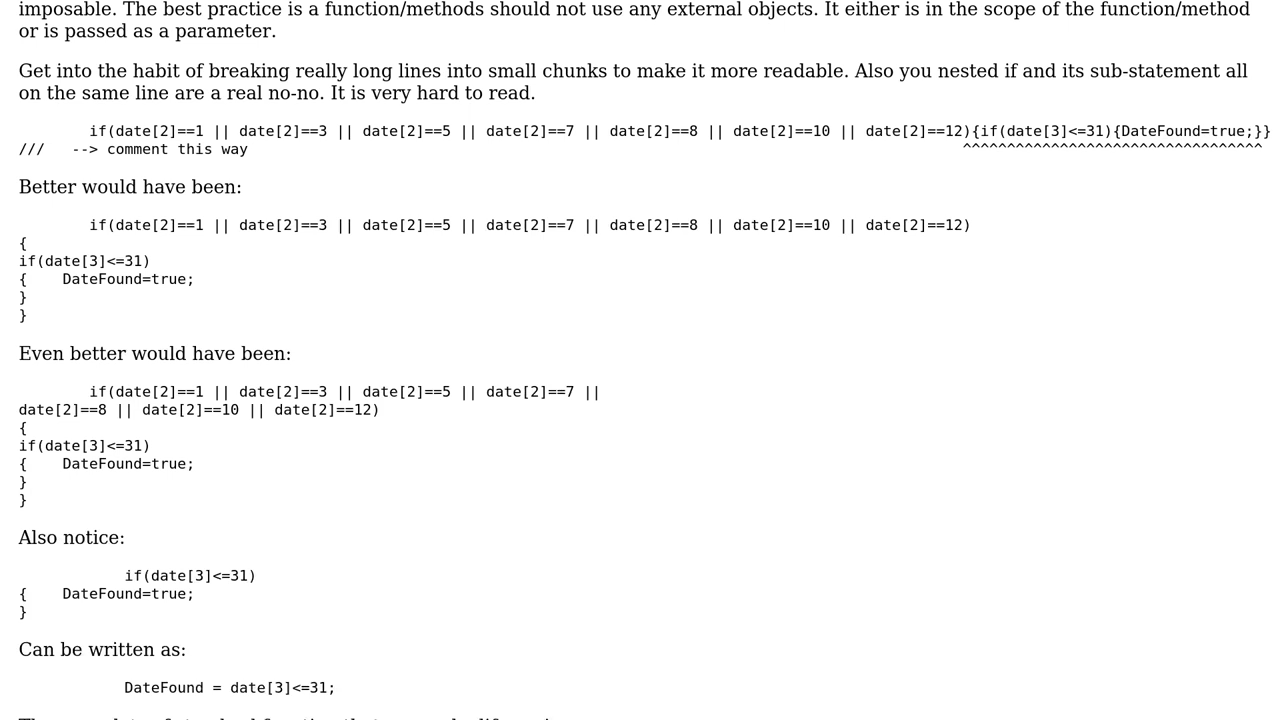 imposable. The best practice is a function/methods should not use any external objects. It either is in the scope of the function/method
or is passed as a parameter.
Get into the habit of breaking really long lines into small chunks to make it more readable. Also you nested if and its sub-statement all
on the same line are a real no-no. It is very hard to read.
        if(date[2]==1 || date[2]==3 || date[2]==5 || date[2]==7 || date[2]==8 || date[2]==10 || date[2]==12){if(date[3]<=31){DateFound=true;}}
///   --> comment this way                                                                                 ^^^^^^^^^^^^^^^^^^^^^^^^^^^^^^^^^^
Better would have been:
        if(date[2]==1 || date[2]==3 || date[2]==5 || date[2]==7 || date[2]==8 || date[2]==10 || date[2]==12)
{
if(date[3]<=31)
{    DateFound=true;
}
}
Even better would have been:
        if(date[2]==1 || date[2]==3 || date[2]==5 || date[2]==7 ||
date[2]==8 || date[2]==10 || date[2]==12)
{
if(date[3]<=31)
{    DateFound=true;
}
}
Also notice:
            if(date[3]<=31)
{    DateFound=true;
}
Can be written as:
            DateFound = date[3]<=31;